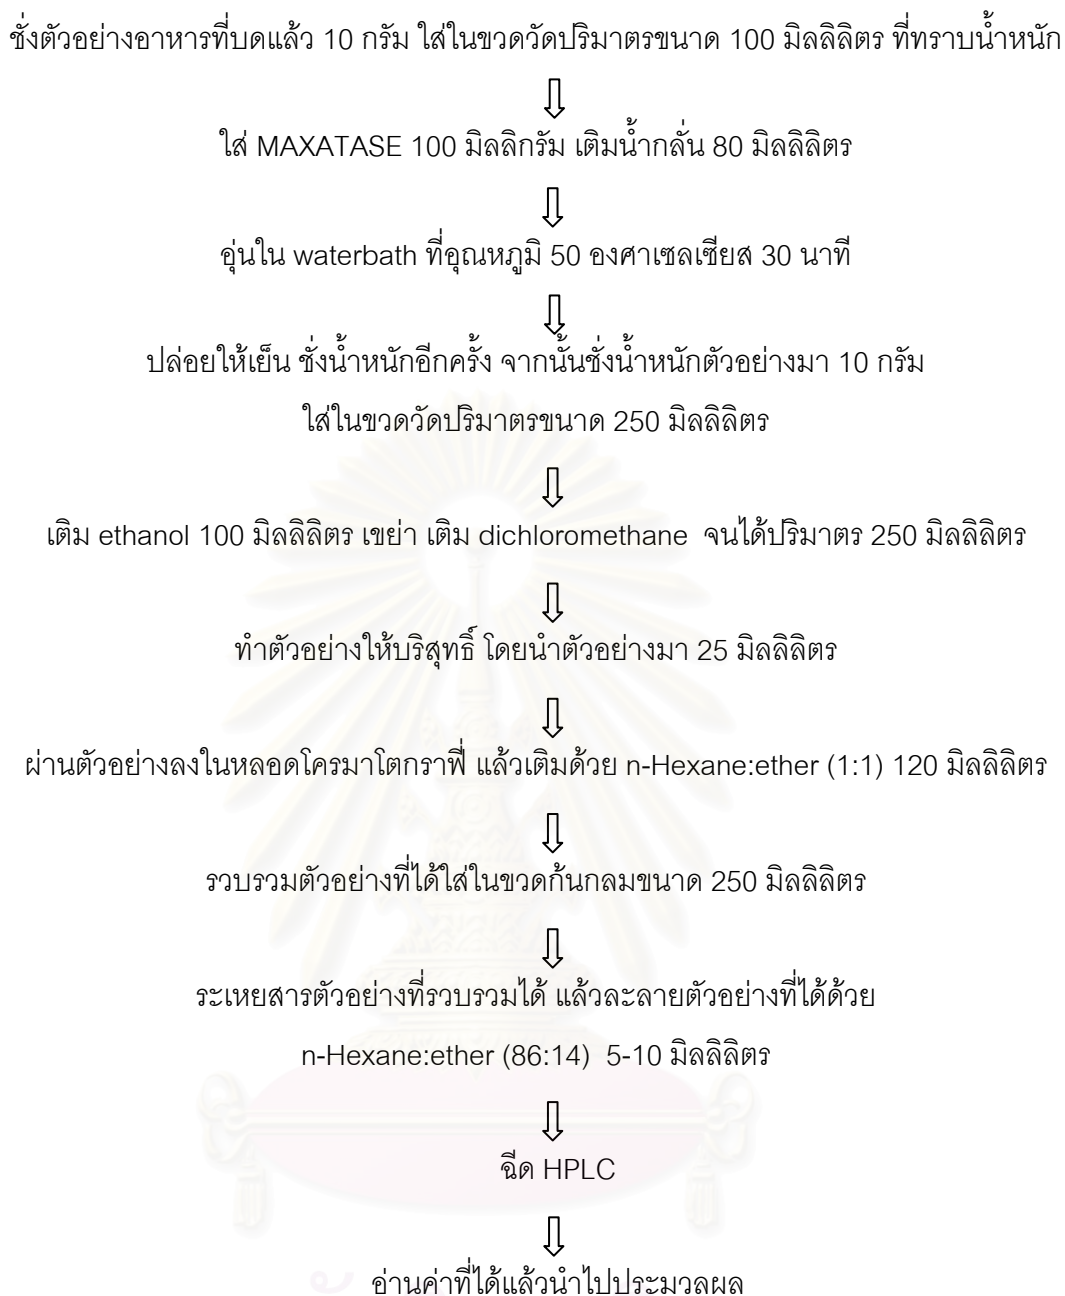 ชั่งตัวอย่างอาหารที่บดแล้ว 10 กรัม ใส่ในขวดวัดปริมาตรขนาด 100 มิลลิลิตร ที่ทราบน้ำหนัก
ใส่ MAXATASE 100 มิลลิกรัม เติมน้ำกลั่น 80 มิลลิลิตร
อุ่นใน waterbath ที่อุณหภูมิ 50 องศาเซลเซียส 30 นาที
ปล่อยให้เย็น ชั่งน้ำหนักอีกครั้ง จากนั้นชั่งน้ำหนักตัวอย่างมา 10 กรัม
ใส่ในขวดวัดปริมาตรขนาด 250 มิลลิลิตร
เติม ethanol 100 มิลลิลิตร เขย่า เติม dichloromethane จนได้ปริมาตร 250 มิลลิลิตร
ทำตัวอย่างให้บริสุทธิ์ โดยนำตัวอย่างมา 25 มิลลิลิตร
ผ่านตัวอย่างลงในหลอดโครมาโตกราฟี่ แล้วเติมด้วย n-Hexane:ether (1:1) 120 มิลลิลิตร
รวบรวมตัวอย่างที่ได้ใส่ในขวดก้นกลมขนาด 250 มิลลิลิตร
ระเหยสารตัวอย่างที่รวบรวมได้ แล้วละลายตัวอย่างที่ได้ด้วย
n-Hexane:ether (86:14) 5-10 มิลลิลิตร
ฉีด HPLC
อ่านค่าที่ได้แล้วนำไปประมวลผล